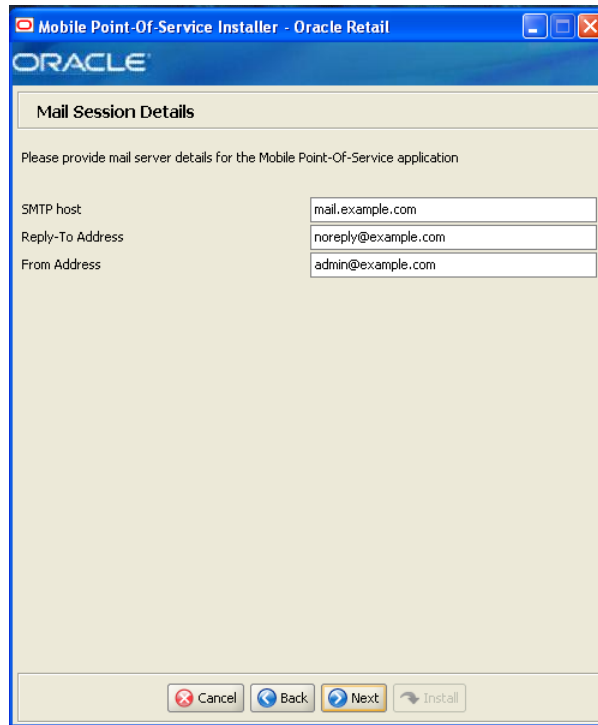 Mobile Point-Of-Service Installer - Oracle Retail
ORACLE
Mail Session Details
Please provide mail server details for the Mobile Point-Of-Service application
SMTP host mail.example.com
Reply-To Address noreply@example.com
From Address admin@example.com
Cancel Back Next Install